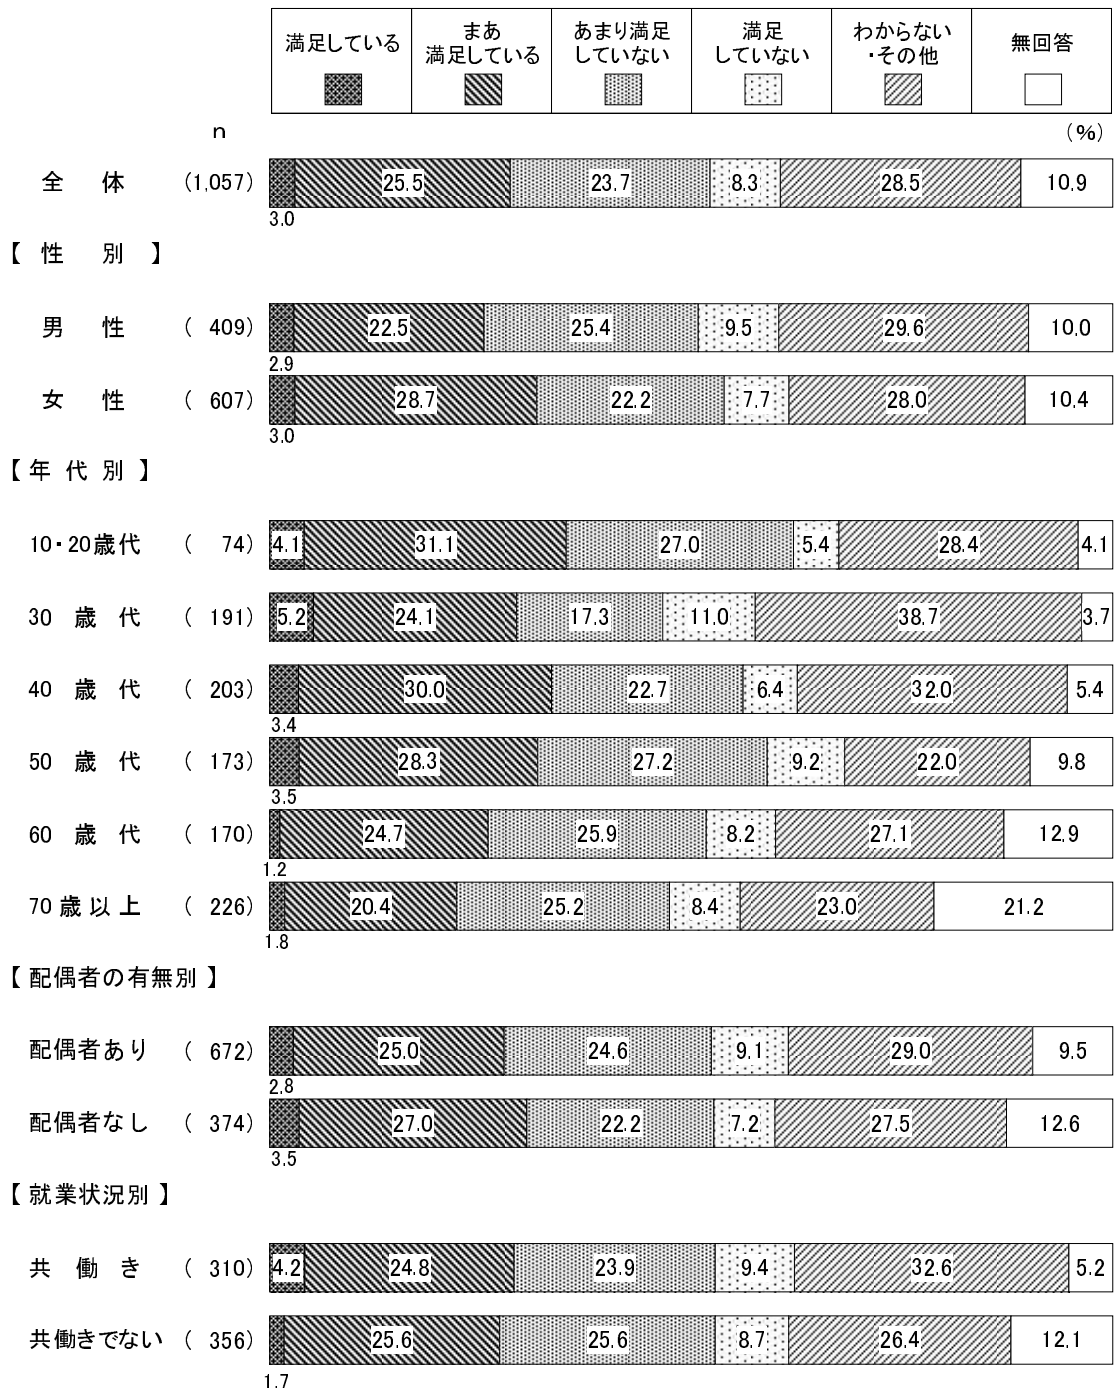 満足している
まあ
満足している
あまり満足
していない
満足
していない
わからない
・その他
無回答
n
(%)
全体 (1,057) 25.5 23.7 8.3 28.5 10.9
3.0
【性別】
男性 ( 409) 22.5 25.4 9.5 29.6 10.0
2.9
女性 ( 607) 28.7 22.2 7.7 28.0 10.4
3.0
【年代別】
10・20歳代 ( 74) 4.1 31.1 27.0 5.4 28.4 4.1
30歳代 ( 191) 5.2 24.1 17.3 11.0 38.7 3.7
40歳代 ( 203) 30.0 22.7 6.4 32.0 5.4
3.4
50歳代 ( 173) 28.3 27.2 9.2 22.0 9.8
3.5
60歳代 ( 170) 24.7 25.9 8.2 27.1 12.9
1.2
70歳以上 ( 226) 20.4 25.2 8.4 23.0 21.2
1.8
【配偶者の有無別】
配偶者あり ( 672) 25.0 24.6 9.1 29.0 9.5
2.8
配偶者なし ( 374) 27.0 22.2 7.2 27.5 12.6
3.5
【就業状況別】
共働き ( 310) 4.2 24.8 23.9 9.4 32.6 5.2
共働きでない ( 356) 25.6 25.6 8.7 26.4 12.1
1.7